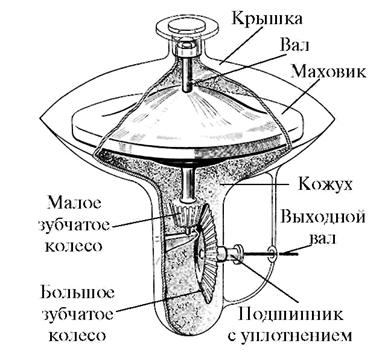 Крышка
Вал
Маховик
Кожух
Малое
зубчатое
колесо
Выходной
вал
Большое
зубчатое
колесо
Подшипник
с уплотнением